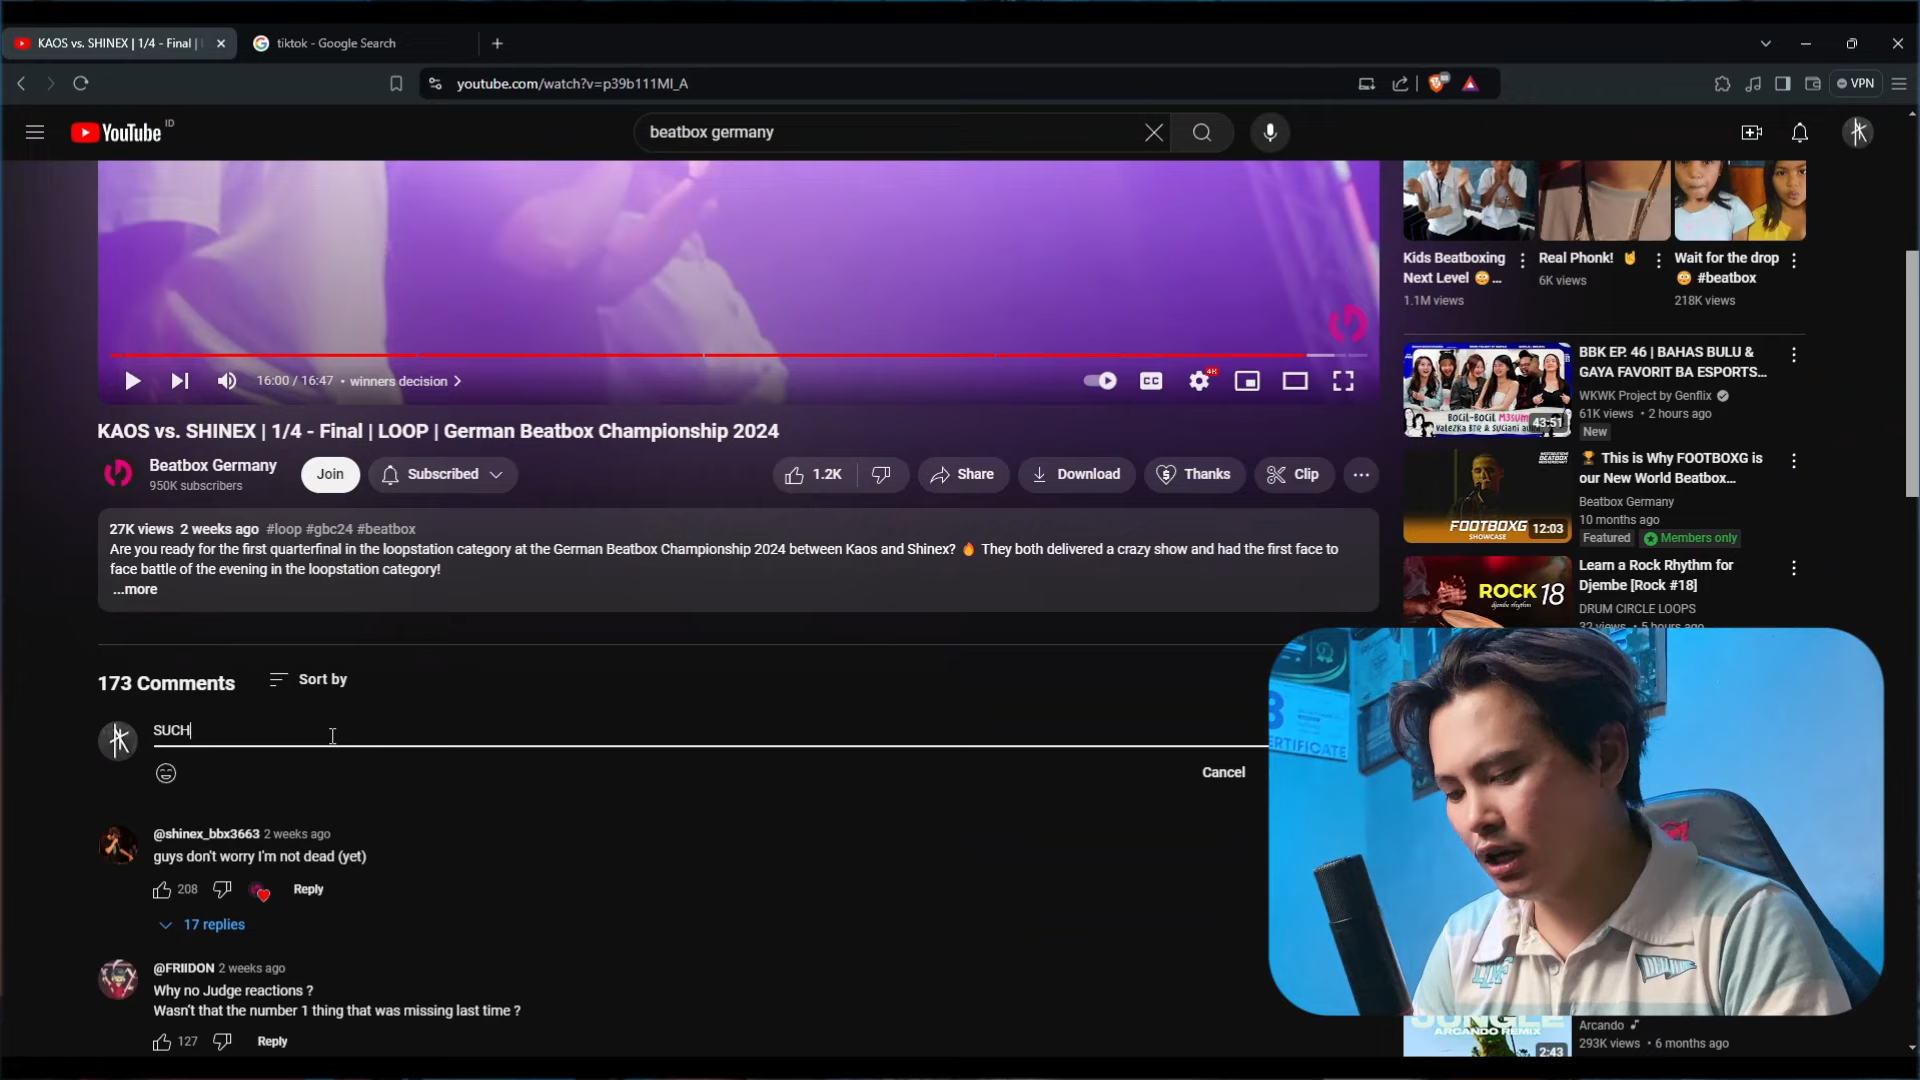 KAOS vs. SHINEX | 1/4 - Final |
tiktok - Google Search
youtube.com/watch?v=p39b111Ml_A
VPN
YouTube ID
beatbox germany
Kids Beatboxing
Next Level 😳...
1.1M views
Real Phonk! 🤘
6K views
Wait for the drop
😳 #beatbox
218K views
16:00 / 16:47 • winners decision
CC
4K
KAOS vs. SHINEX | 1/4 - Final | LOOP | German Beatbox Championship 2024
Beatbox Germany
950K subscribers
Join
Subscribed
1.2K
Share
Download
Thanks
Clip
27K views 2 weeks ago #loop #gbc24 #beatbox
Are you ready for the first quarterfinal in the loopstation category at the German Beatbox Championship 2024 between Kaos and Shinex? 🔥 They both delivered a crazy show and had the first face to
face battle of the evening in the loopstation category!
...more
BOCIL-BOCIL M3SUM
43:51
BBK EP. 46 | BAHAS BULU &
GAYA FAVORIT BA ESPORTS...
WKWK Project by Genflix
61K views • 2 hours ago
New
FOOTBOXG
SHOWCASE
12:03
🏆 This is Why FOOTBOXG is
our New World Beatbox...
Beatbox Germany
10 months ago
Featured
Members only
ROCK 18
djembe rhythm
Learn a Rock Rhythm for
Djembe [Rock #18]
DRUM CIRCLE LOOPS
32 views • 5 hours ago
173 Comments
Sort by
SUCH
Cancel
@shinex_bbx3663 2 weeks ago
guys don't worry I'm not dead (yet)
208
Reply
17 replies
@FRIIDON 2 weeks ago
Why no Judge reactions ?
Wasn't that the number 1 thing that was missing last time ?
127
Reply
JUNGLE
ARCANDO REMIX
2:43
Arcando
293K views • 6 months ago